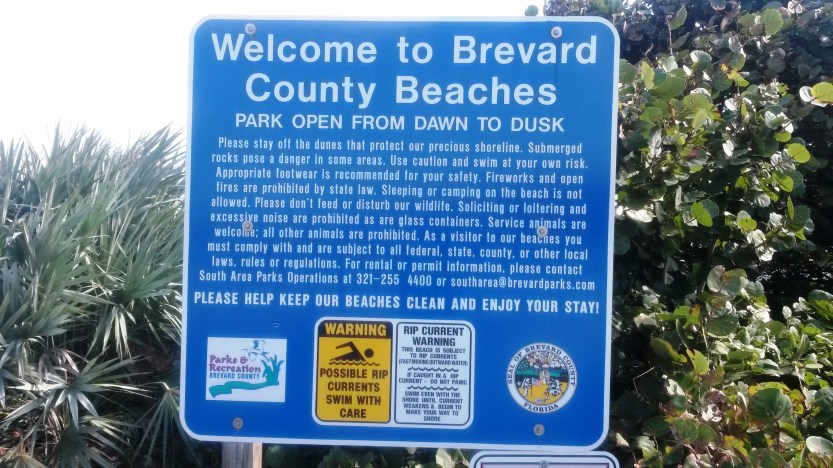 Welcome to Brevard
County Beaches
PARK OPEN FROM DAWN TO DUSK
Please stay off the dunes that protect our precious shoreline. Submerged
rocks pose a danger in some areas. Use caution and swim at your own risk.
Appropriate footwear is recommended for your safety. Fireworks and open
fires are prohibited by state law. Sleeping or camping on the beach is not
allowed. Please don't feed or disturb our wildlife. Soliciting or loitering and
excessive noise are prohibited as are glass containers. Service animals are
welcome; all other animals are prohibited. As a visitor to our beaches you
must comply with and are subject to all federal, state, county, or other local
laws, rules or regulations. For rental or permit information, please contact
South Area Parks Operations at 321-255 4400 or southarea@brevardparks.com
PLEASE HELP KEEP OUR BEACHES CLEAN AND ENJOY YOUR STAY!
Parks &
Recreation
BREVARD COUNTY
WARNING
POSSIBLE RIP
CURRENTS
SWIM WITH
CARE
RIP CURRENT
WARNING
THIS BEACH IS SUBJECT
TO RIP CURRENTS
(FAST MOVING OUTWARD WATER)
IF CAUGHT IN A RIP
CURRENT - DO NOT PANIC
SWIM EVEN WITH THE
SHORE UNTIL CURRENT
WEAKENS & BEGIN TO
MAKE YOUR WAY TO
SHORE
SEAL OF BREVARD COUNTY
FLORIDA